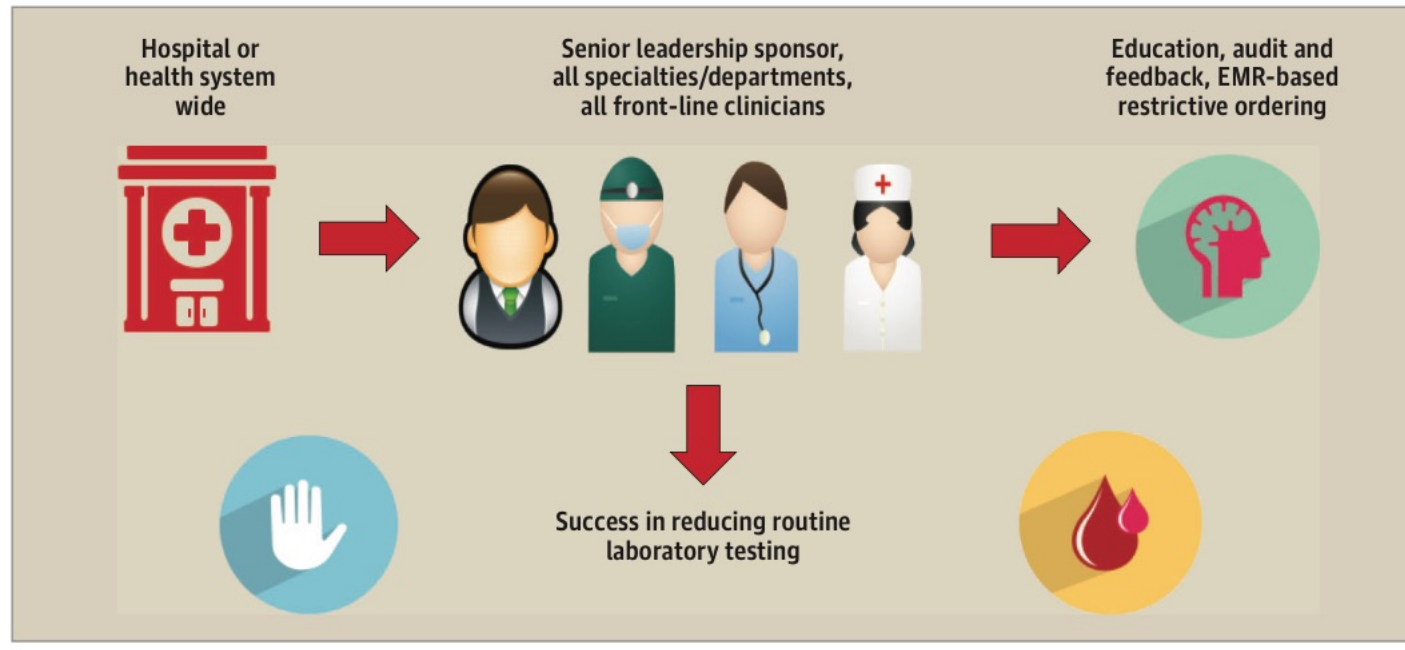 Hospital or
health system
wide
Senior leadership sponsor,
all specialties/departments,
all front-line clinicians
Education, audit and
feedback, EMR-based
restrictive ordering
Success in reducing routine
laboratory testing